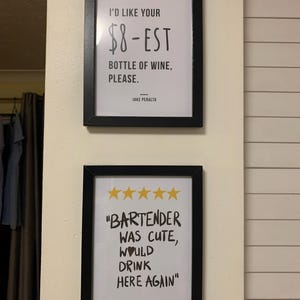 I'D LIKE YOUR
$8-EST
BOTTLE OF WINE,
PLEASE.
JAKE PERALTA
"BARTENDER
WAS CUTE,
WOULD
DRINK
HERE AGAIN"